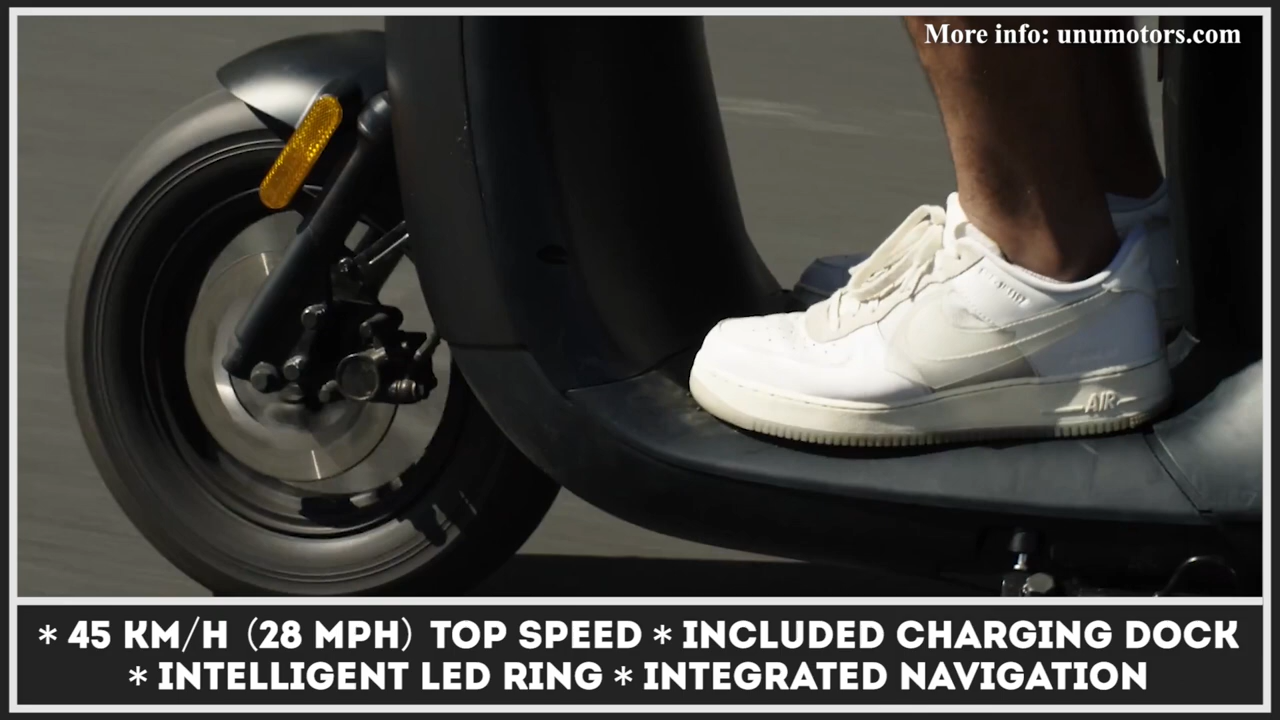 More info: unumotors.com
AIR
* 45 KM/H (28 MPH) TOP SPEED * INCLUDED CHARGING DOCK
* INTELLIGENT LED RING * INTEGRATED NAVIGATION